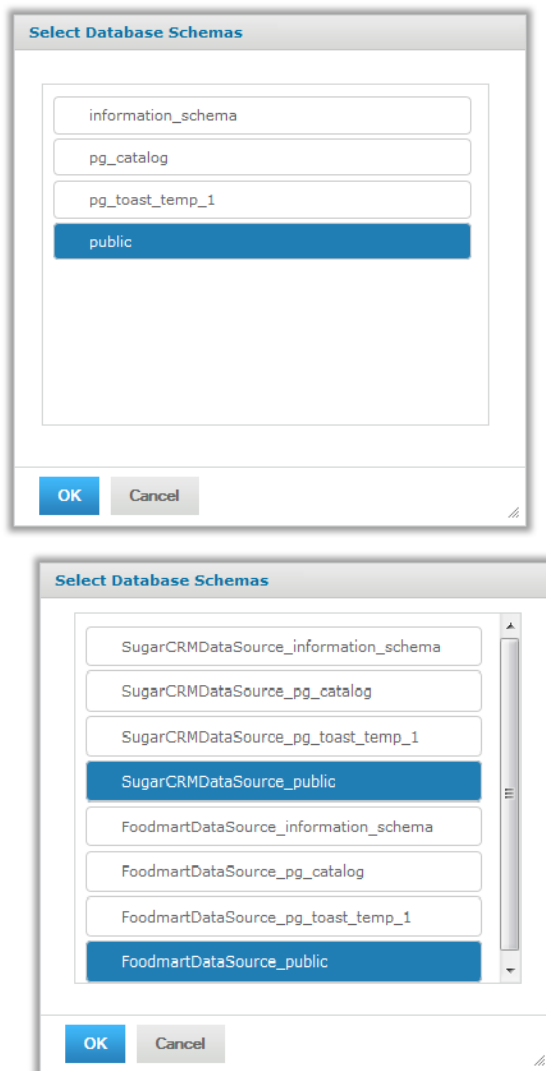 Select Database Schemas
information_schema
pg_catalog
pg_toast_temp_1
public
OK Cancel
Select Database Schemas
SugarCRMDataSource_information_schema
SugarCRMDataSource_pg_catalog
SugarCRMDataSource_pg_toast_temp_1
SugarCRMDataSource_public
FoodmartDataSource_information_schema
FoodmartDataSource_pg_catalog
FoodmartDataSource_pg_toast_temp_1
FoodmartDataSource_public
OK Cancel